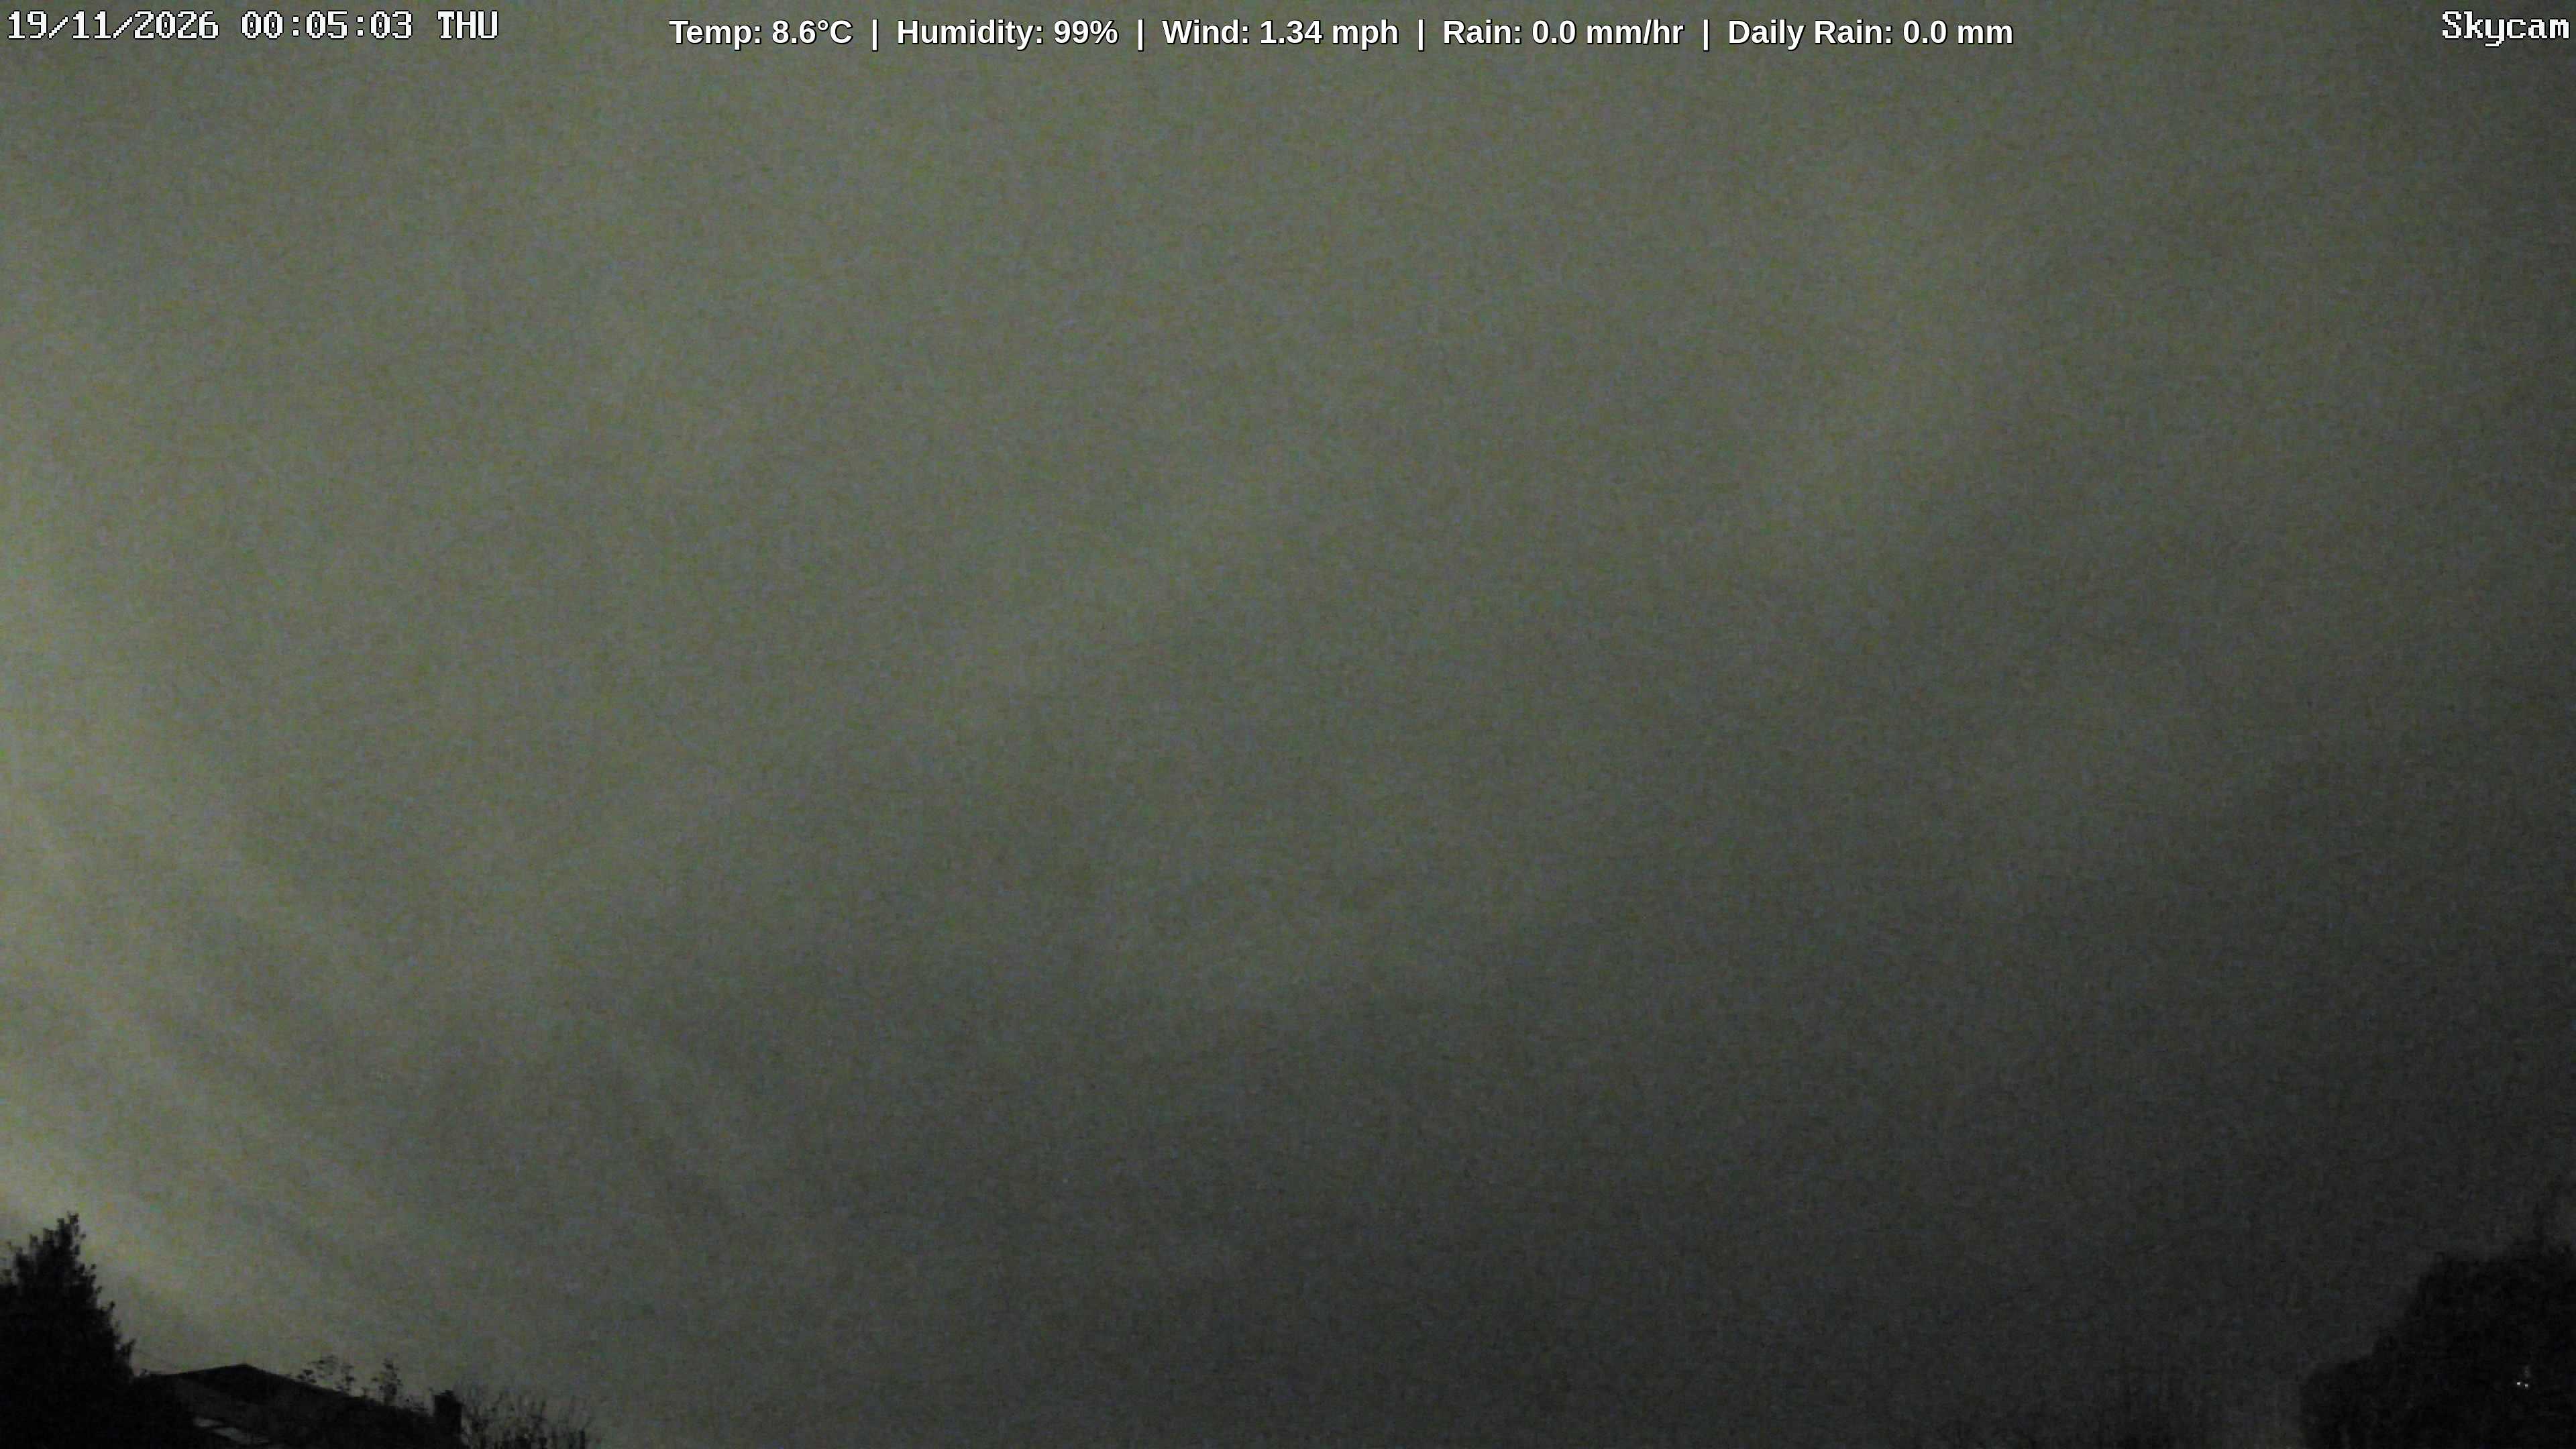 19/11/2026 00:05:03 THU
Temp: 8.6°C | Humidity: 99% | Wind: 1.34 mph | Rain: 0.0 mm/hr | Daily Rain: 0.0 mm
Skycam